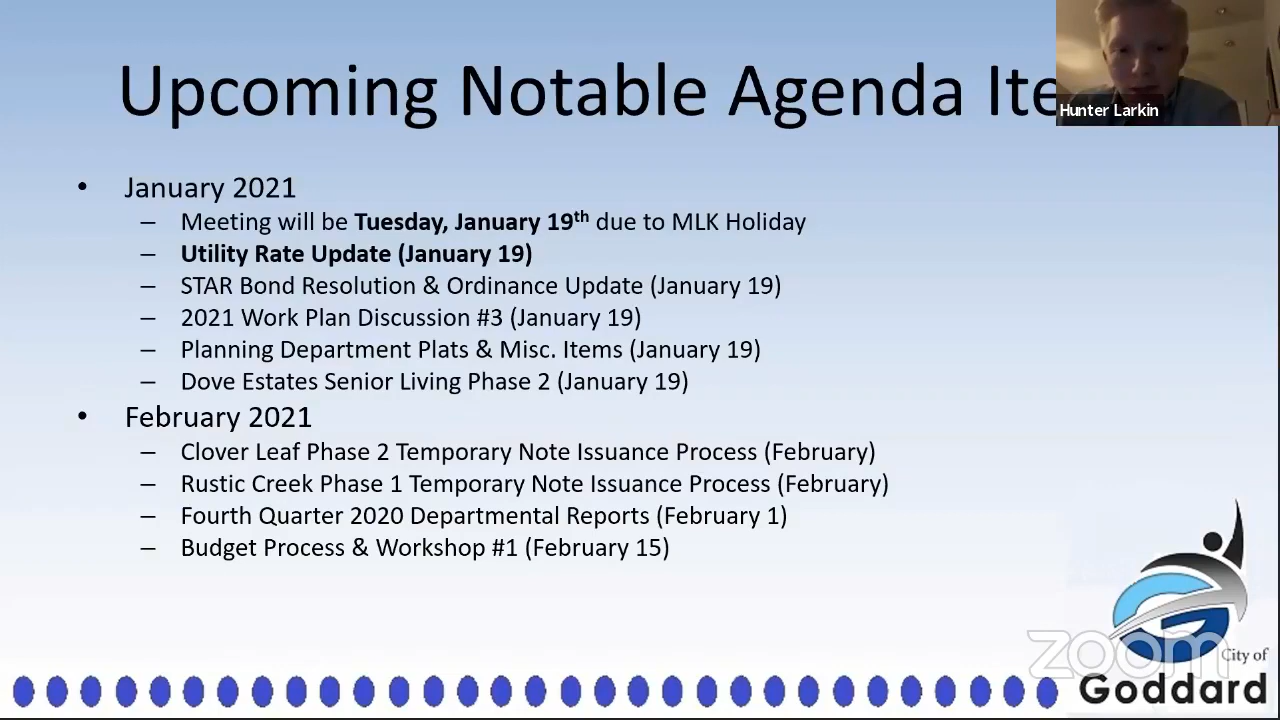 Upcoming Notable Agenda Ite
Hunter Larkin
• January 2021
– Meeting will be Tuesday, January 19th due to MLK Holiday
– Utility Rate Update (January 19)
– STAR Bond Resolution & Ordinance Update (January 19)
– 2021 Work Plan Discussion #3 (January 19)
– Planning Department Plats & Misc. Items (January 19)
– Dove Estates Senior Living Phase 2 (January 19)
• February 2021
– Clover Leaf Phase 2 Temporary Note Issuance Process (February)
– Rustic Creek Phase 1 Temporary Note Issuance Process (February)
– Fourth Quarter 2020 Departmental Reports (February 1)
– Budget Process & Workshop #1 (February 15)
zoom
City of
Goddard